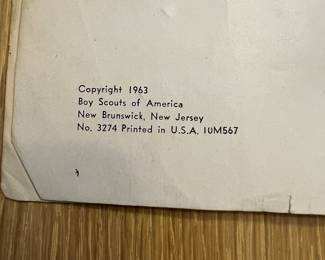 Copyright 1963
Boy Scouts of America
New Brunswick, New Jersey
No. 3274 Printed in U.S.A. 10M567